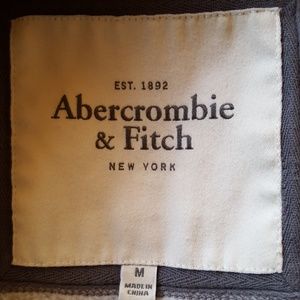 EST. 1892
Abercrombie
& Fitch
NEW YORK
M
MADE IN
CHINA